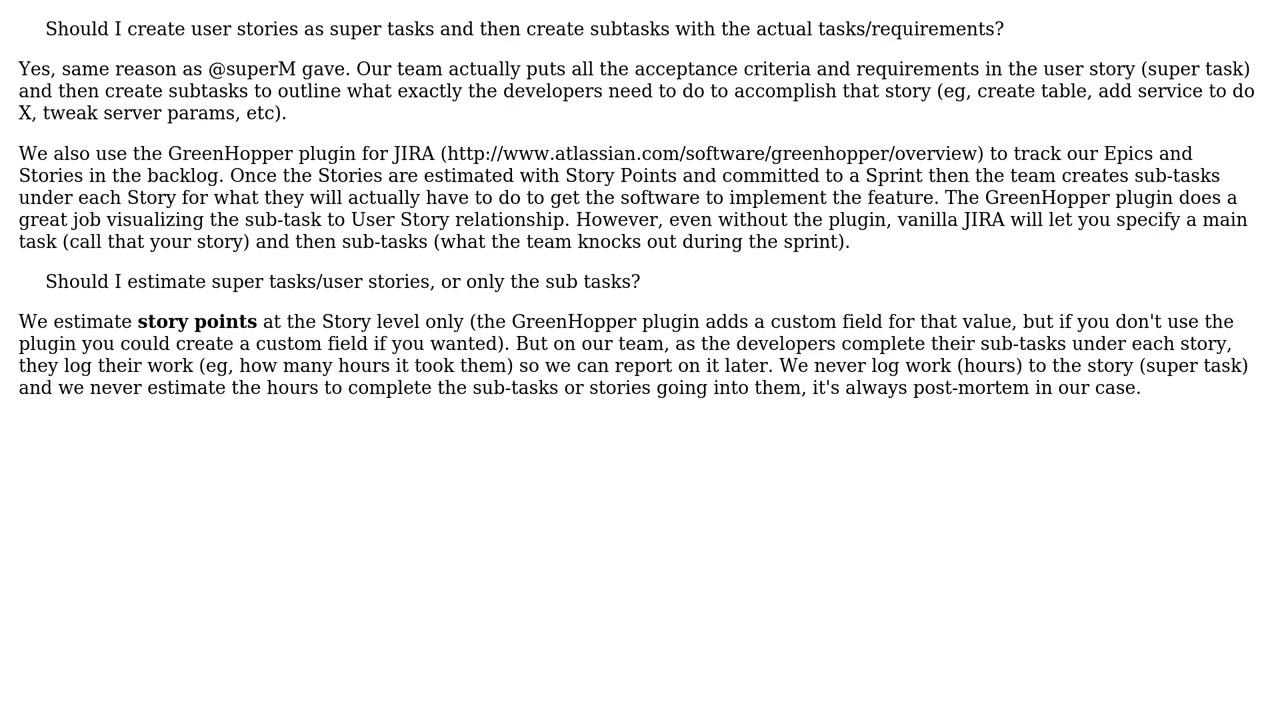 Should I create user stories as super tasks and then create subtasks with the actual tasks/requirements?
Yes, same reason as @superM gave. Our team actually puts all the acceptance criteria and requirements in the user story (super task)
and then create subtasks to outline what exactly the developers need to do to accomplish that story (eg, create table, add service to do
X, tweak server params, etc).
We also use the GreenHopper plugin for JIRA (http://www.atlassian.com/software/greenhopper/overview) to track our Epics and
Stories in the backlog. Once the Stories are estimated with Story Points and committed to a Sprint then the team creates sub-tasks
under each Story for what they will actually have to do to get the software to implement the feature. The GreenHopper plugin does a
great job visualizing the sub-task to User Story relationship. However, even without the plugin, vanilla JIRA will let you specify a main
task (call that your story) and then sub-tasks (what the team knocks out during the sprint).
Should I estimate super tasks/user stories, or only the sub tasks?
We estimate story points at the Story level only (the GreenHopper plugin adds a custom field for that value, but if you don't use the
plugin you could create a custom field if you wanted). But on our team, as the developers complete their sub-tasks under each story,
they log their work (eg, how many hours it took them) so we can report on it later. We never log work (hours) to the story (super task)
and we never estimate the hours to complete the sub-tasks or stories going into them, it's always post-mortem in our case.